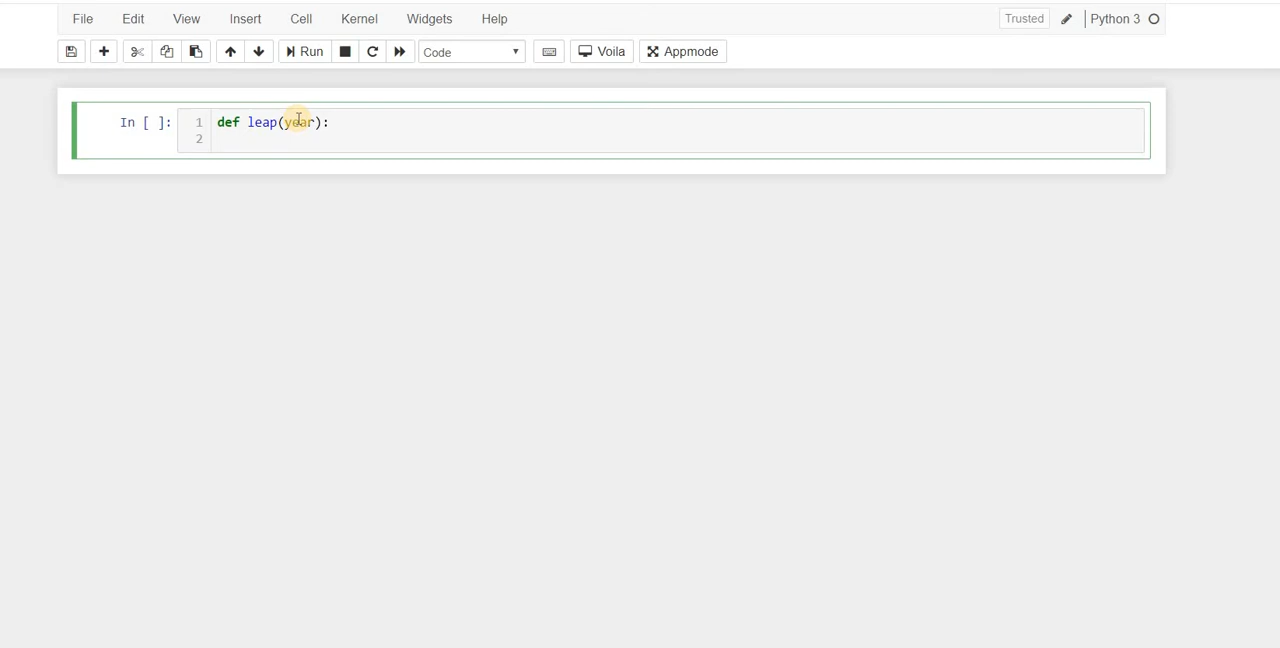 File Edit View Insert Cell Kernel Widgets Help Trusted Python 3
Run Code Voila Appmode
In [ ]: 1 def leap(year):
2